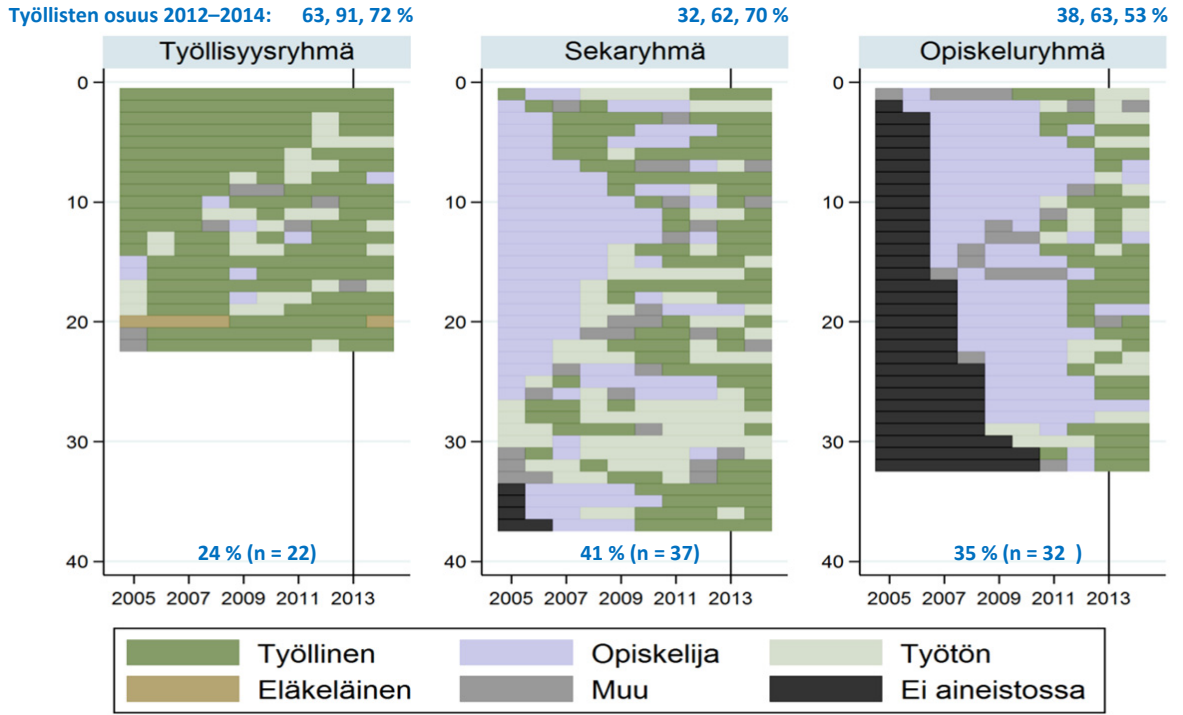 Työllisten osuus 2012–2014: 63, 91, 72 % 32, 62, 70 % 38, 63, 53 %
Työllisyysryhmä Sekaryhmä Opiskeluryhmä
0 0 0
10 10 10
20 20 20
30 30 30
24 % (n = 22) 41 % (n = 37) 35 % (n = 32 )
40 40 40
2005 2007 2009 2011 2013 2005 2007 2009 2011 2013 2005 2007 2009 2011 2013
Työllinen Opiskelija Työtön
Eläkeläinen Muu Ei aineistossa